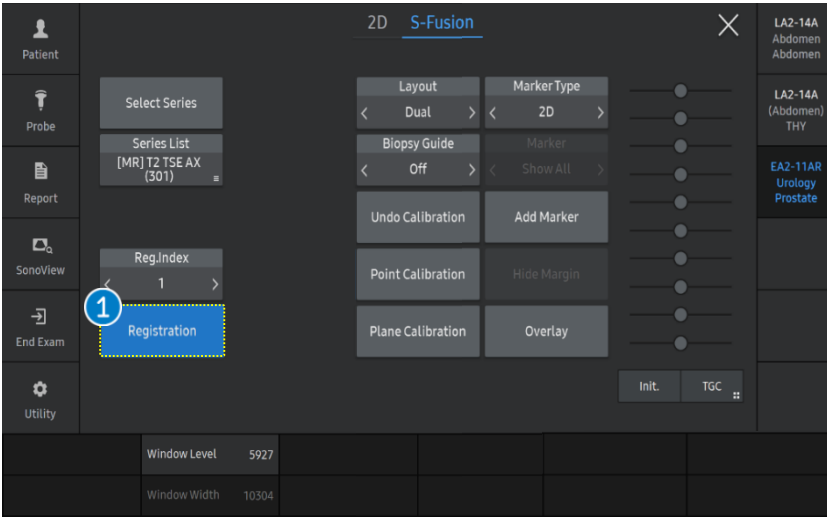 Patient
Probe
Report
SonoView
End Exam
Utility
2D S-Fusion
Select Series
Series List
[MR] T2 TSE AX
(301)
Reg.Index
1
1
Registration
Layout
Dual
MarkerType
2D
Biopsy Guide
Off
Marker
Show All
Undo Calibration
Add Marker
Point Calibration
Hide Margin
Plane Calibration
Overlay
Init.
TGC
LA2-14A
Abdomen
Abdomen
LA2-14A
(Abdomen)
THY
EA2-11AR
Urology
Prostate
Window Level 5927
Window Width 10304